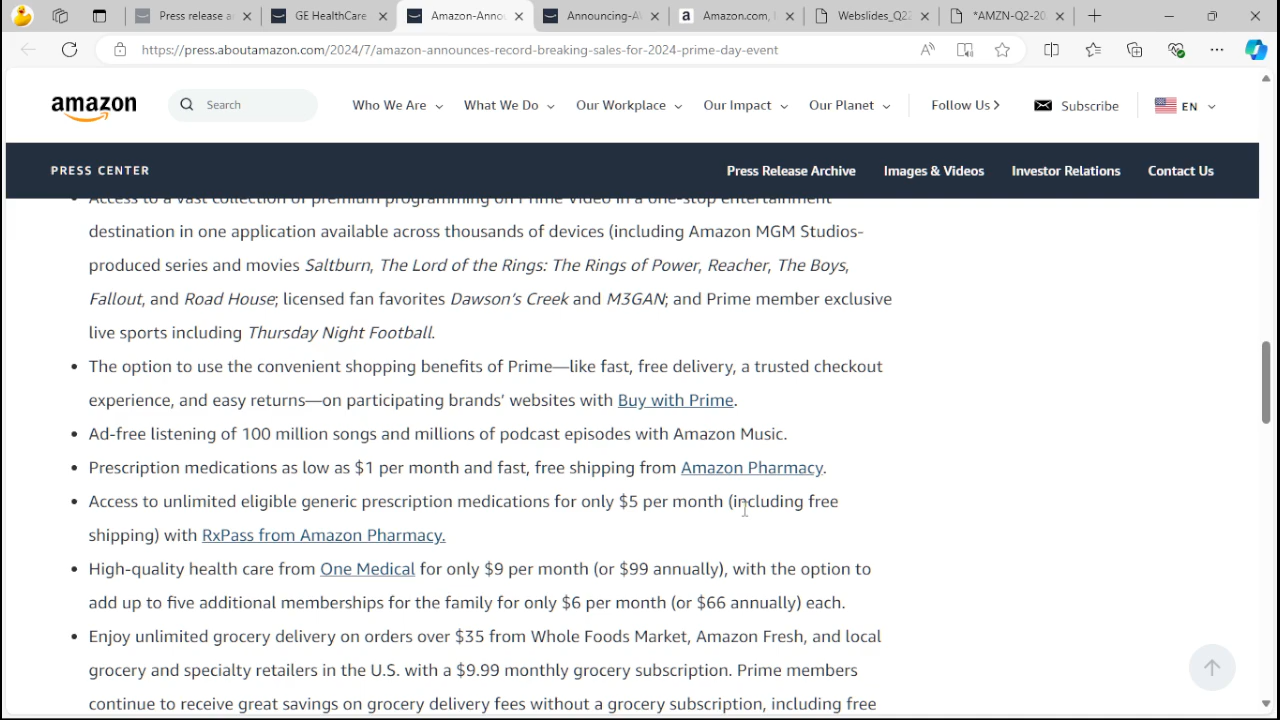 Press release a
GE HealthCare
Amazon-Annou
Announcing-AW
Amazon.com, I
Webslides_Q22
*AMZN-Q2-20
https://press.aboutamazon.com/2024/7/amazon-announces-record-breaking-sales-for-2024-prime-day-event
amazon
Search
Who We Are
What We Do
Our Workplace
Our Impact
Our Planet
Follow Us
Subscribe
EN
PRESS CENTER
Press Release Archive
Images & Videos
Investor Relations
Contact Us
• Access to a vast collection of premium programming on Prime Video in a one-stop entertainment
destination in one application available across thousands of devices (including Amazon MGM Studios-
produced series and movies Saltburn, The Lord of the Rings: The Rings of Power, Reacher, The Boys,
Fallout, and Road House; licensed fan favorites Dawson's Creek and M3GAN; and Prime member exclusive
live sports including Thursday Night Football.
• The option to use the convenient shopping benefits of Prime—like fast, free delivery, a trusted checkout
experience, and easy returns—on participating brands' websites with Buy with Prime.
• Ad-free listening of 100 million songs and millions of podcast episodes with Amazon Music.
• Prescription medications as low as $1 per month and fast, free shipping from Amazon Pharmacy.
• Access to unlimited eligible generic prescription medications for only $5 per month (including free
shipping) with RxPass from Amazon Pharmacy.
• High-quality health care from One Medical for only $9 per month (or $99 annually), with the option to
add up to five additional memberships for the family for only $6 per month (or $66 annually) each.
• Enjoy unlimited grocery delivery on orders over $35 from Whole Foods Market, Amazon Fresh, and local
grocery and specialty retailers in the U.S. with a $9.99 monthly grocery subscription. Prime members
continue to receive great savings on grocery delivery fees without a grocery subscription, including free